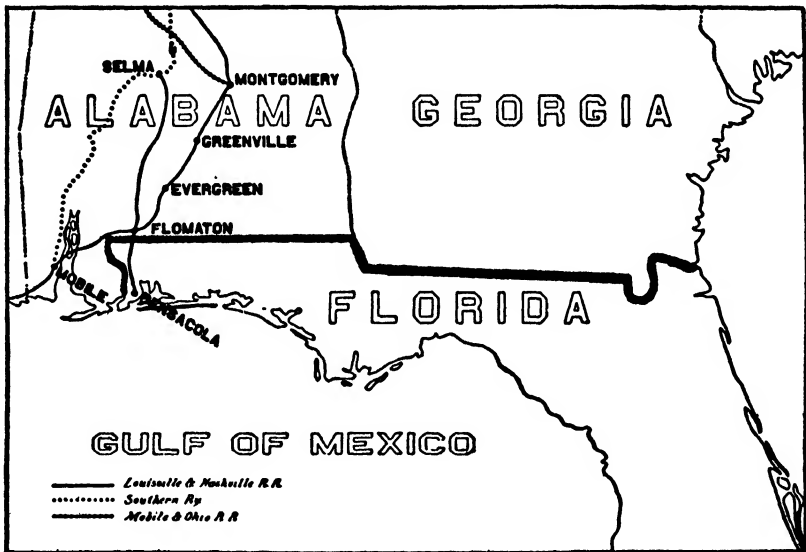 SELMA
MONTGOMERY
ALABAMA
GEORGIA
GREENVILLE
EVERGREEN
FLOMATON
MOBILE
PENSACOLA
FLORIDA
GULF OF MEXICO
Louisville & Nashville R.R.
Southern Ry.
Mobile & Ohio R R